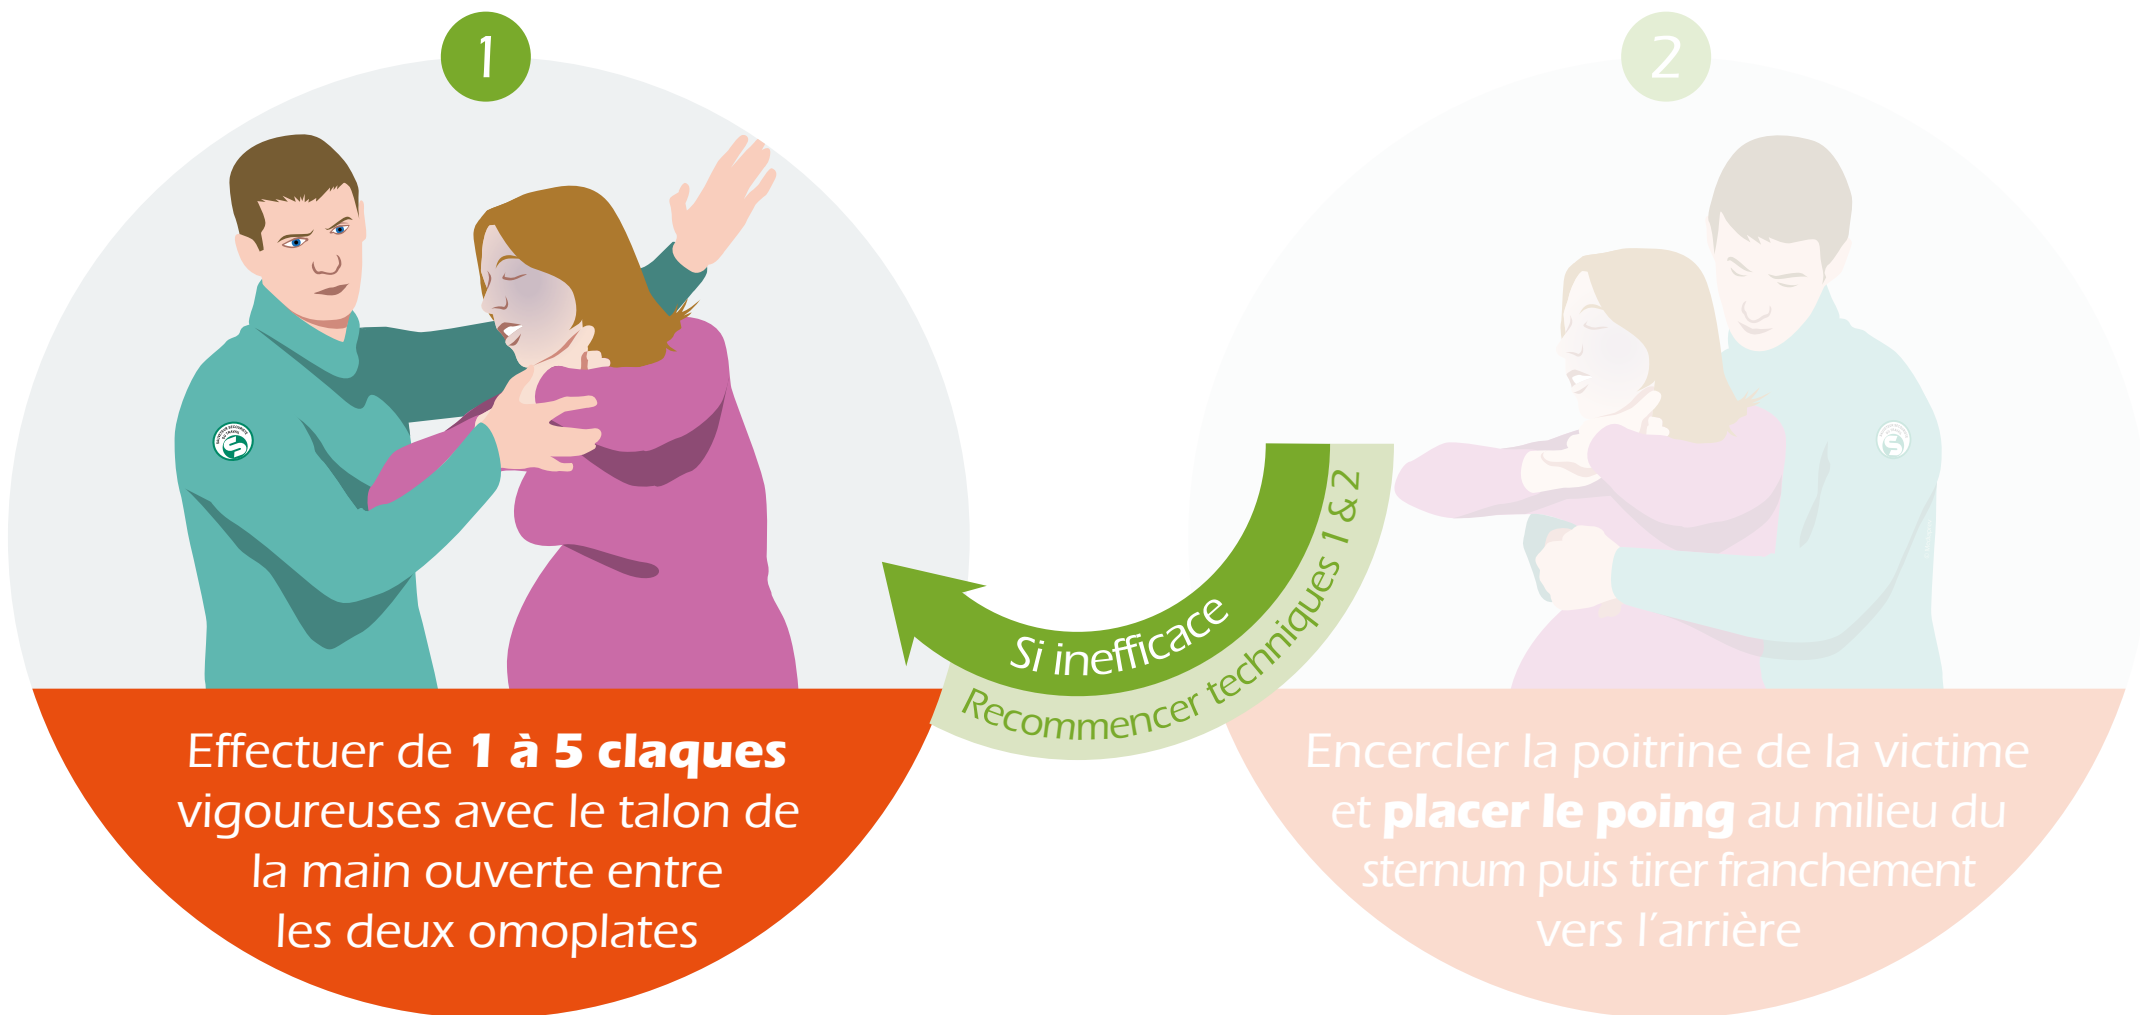 1
Effectuer de 1 à 5 claques
vigoureuses avec le talon de
la main ouverte entre
les deux omoplates
Si inefficace
Recommencer techniques 1 & 2
2
Encercler la poitrine de la victime
et placer le poing au milieu du
sternum puis tirer franchement
vers l’arrière